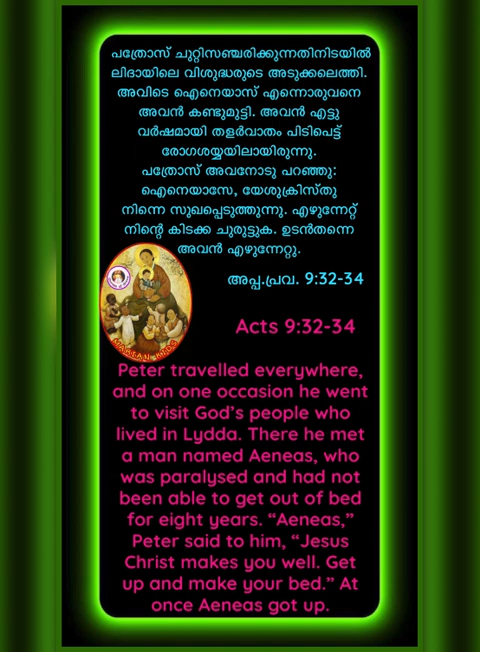 പത്രോസ് ചുറ്റിസഞ്ചരിക്കുന്നതിനിടയിൽ
ലിദായിലെ വിശുദ്ധരുടെ അടുക്കലെത്തി.
അവിടെ ഐനെയാസ് എന്നൊരുവനെ
അവൻ കണ്ടുമുട്ടി. അവൻ എട്ടു
വർഷമായി തളർവാതം പിടിപെട്ട്
രോഗശയ്യയിലായിരുന്നു.
പത്രോസ് അവനോടു പറഞ്ഞു:
ഐനെയാസേ, യേശുക്രിസ്തു
നിന്നെ സുഖപ്പെടുത്തുന്നു. എഴുന്നേറ്റ്
നിന്റെ കിടക്ക ചുരുട്ടുക. ഉടൻതന്നെ
അവൻ എഴുന്നേറ്റു.
അപ്പ.പ്രവ. 9:32-34
MARIAN KIDS
Acts 9:32-34
Peter travelled everywhere,
and on one occasion he went
to visit God's people who
lived in Lydda. There he met
a man named Aeneas, who
was paralysed and had not
been able to get out of bed
for eight years. “Aeneas,”
Peter said to him, “Jesus
Christ makes you well. Get
up and make your bed.” At
once Aeneas got up.